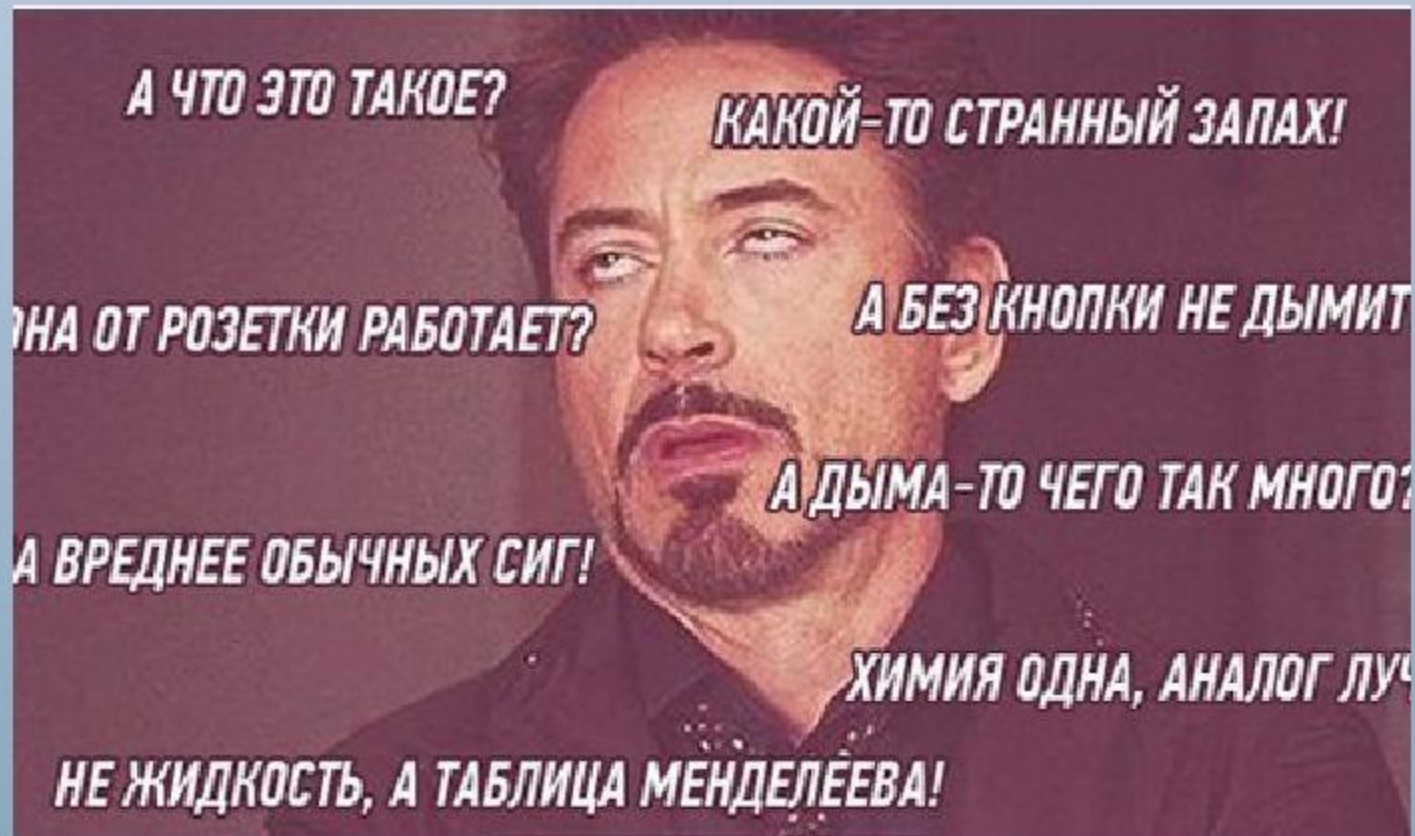 А ЧТО ЭТО ТАКОЕ?
КАКОЙ-ТО СТРАННЫЙ ЗАПАХ!
ОТ РОЗЕТКИ РАБОТАЕТ?
А БЕЗ КНОПКИ НЕ ДЫМИТ
А ДЫМА-ТО ЧЕГО ТАК МНОГО?
А ВРЕДНЕЕ ОБЫЧНЫХ СИГ!
ХИМИЯ ОДНА, АНАЛОГ
НЕ ЖИДКОСТЬ, А ТАБЛИЦА МЕНДЕЛЕЕВА!